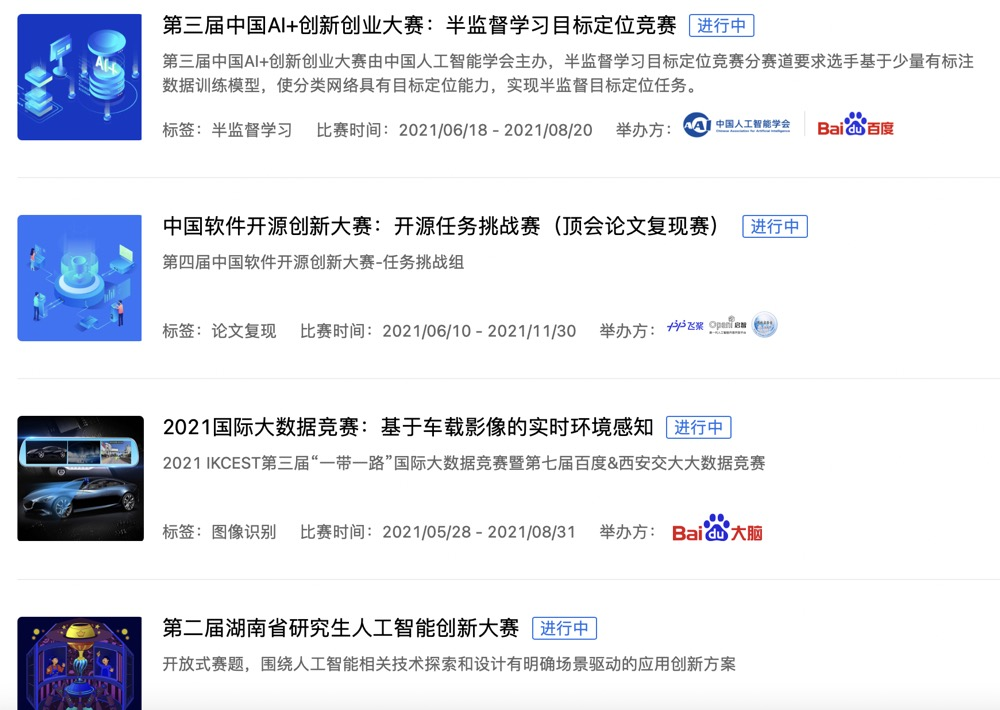 第三届中国AI+创新创业大赛：半监督学习目标定位竞赛 进行中
第三届中国AI+创新创业大赛由中国人工智能学会主办，半监督学习目标定位竞赛分赛道要求选手基于少量有标注
数据训练模型，使分类网络具有目标定位能力，实现半监督目标定位任务。
标签：半监督学习 比赛时间：2021/06/18 - 2021/08/20 举办方： 中国人工智能学会 Bai du 百度
中国软件开源创新大赛：开源任务挑战赛（顶会论文复现赛） 进行中
第四届中国软件开源创新大赛-任务挑战组
标签：论文复现 比赛时间：2021/06/10 - 2021/11/30 举办方： 飞桨 OpenI 启智
2021国际大数据竞赛：基于车载影像的实时环境感知 进行中
2021 IKCEST第三届“一带一路”国际大数据竞赛暨第七届百度&西安交大大数据竞赛
标签：图像识别 比赛时间：2021/05/28 - 2021/08/31 举办方： Bai du 大脑
第二届湖南省研究生人工智能创新大赛 进行中
开放式赛题，围绕人工智能相关技术探索和设计有明确场景驱动的应用创新方案